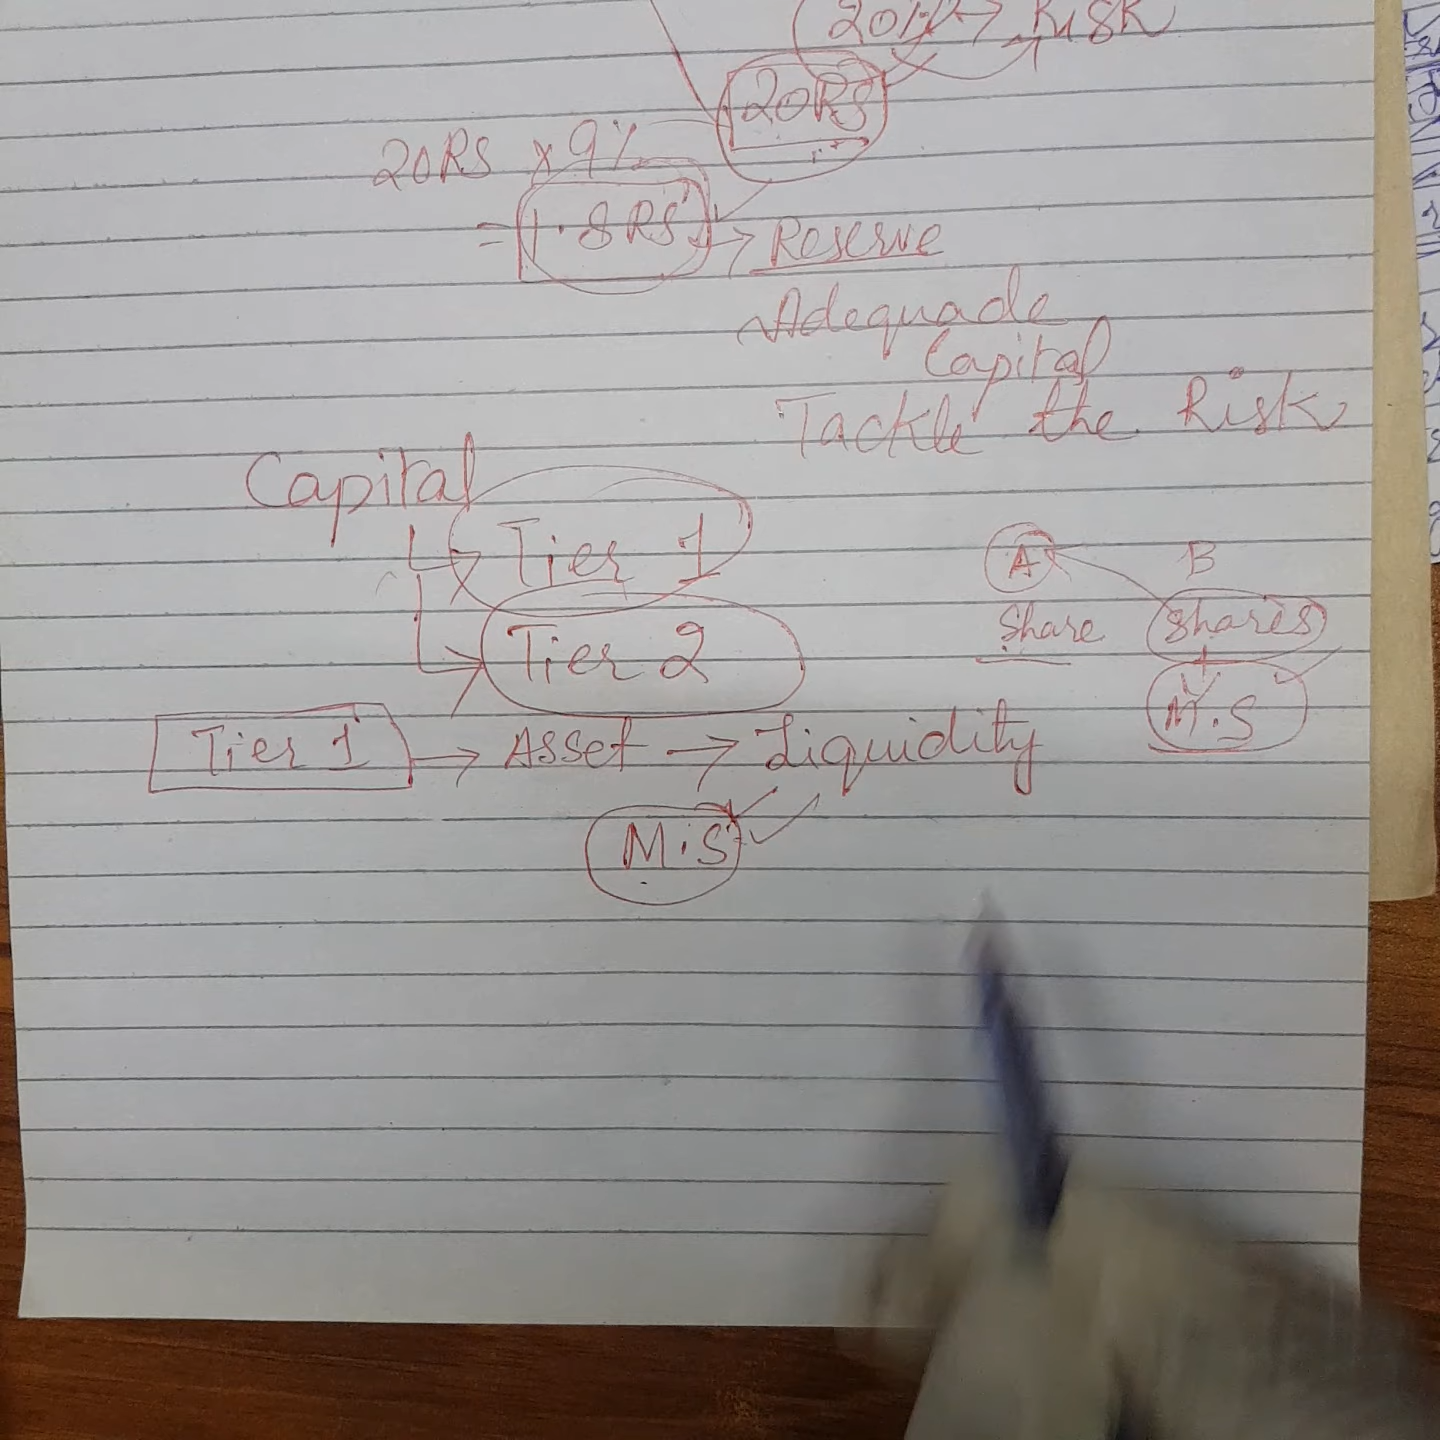 20% → Risk
20RS
20RS x 9%
= 1.8RS → Reserve
Adequade
Capital
Tackle the Risk
Capital
→ Tier 1
→ Tier 2
A B
Share Shares
+
M.S
Tier 1 → Asset → Liquidity
M.S